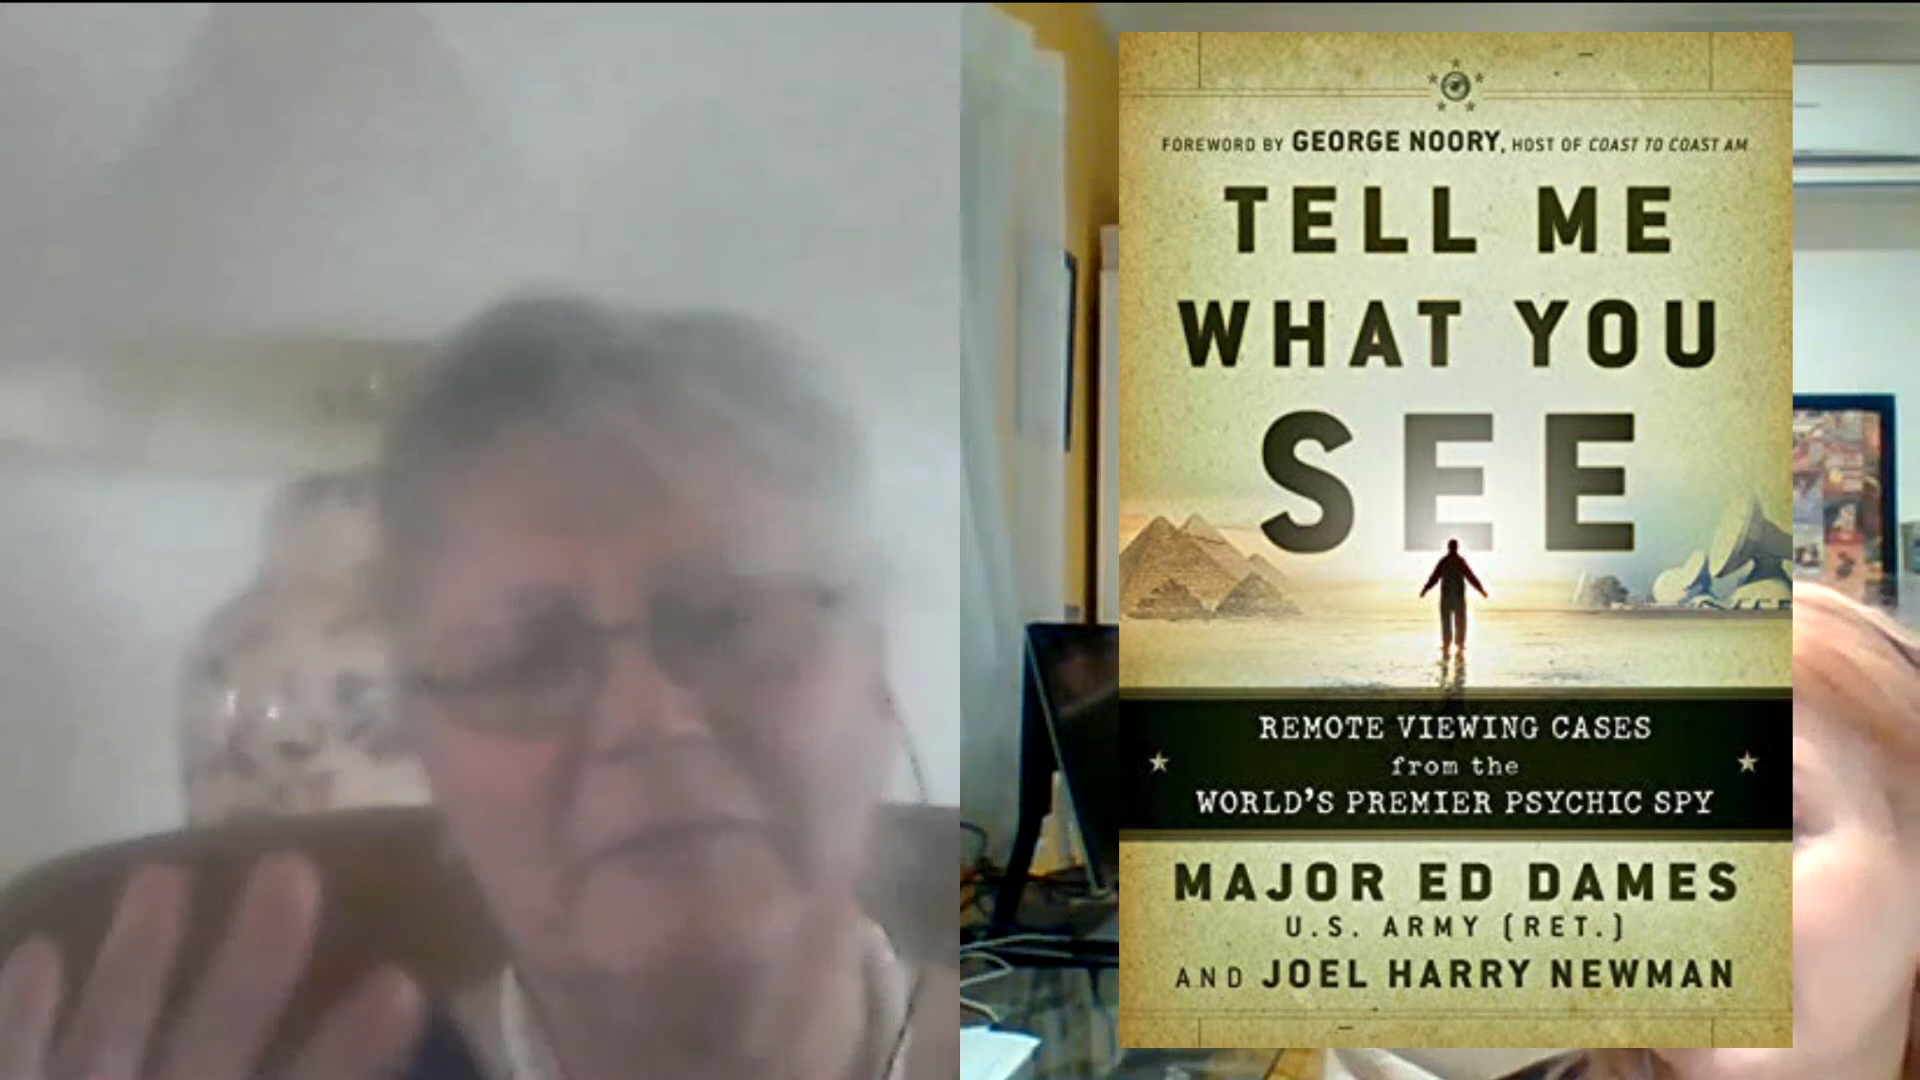 FOREWORD BY GEORGE NOORY, HOST OF COAST TO COAST AM
TELL ME
WHAT YOU
SEE
REMOTE VIEWING CASES
from the
WORLD'S PREMIER PSYCHIC SPY
MAJOR ED DAMES
U.S. ARMY (RET.)
AND JOEL HARRY NEWMAN